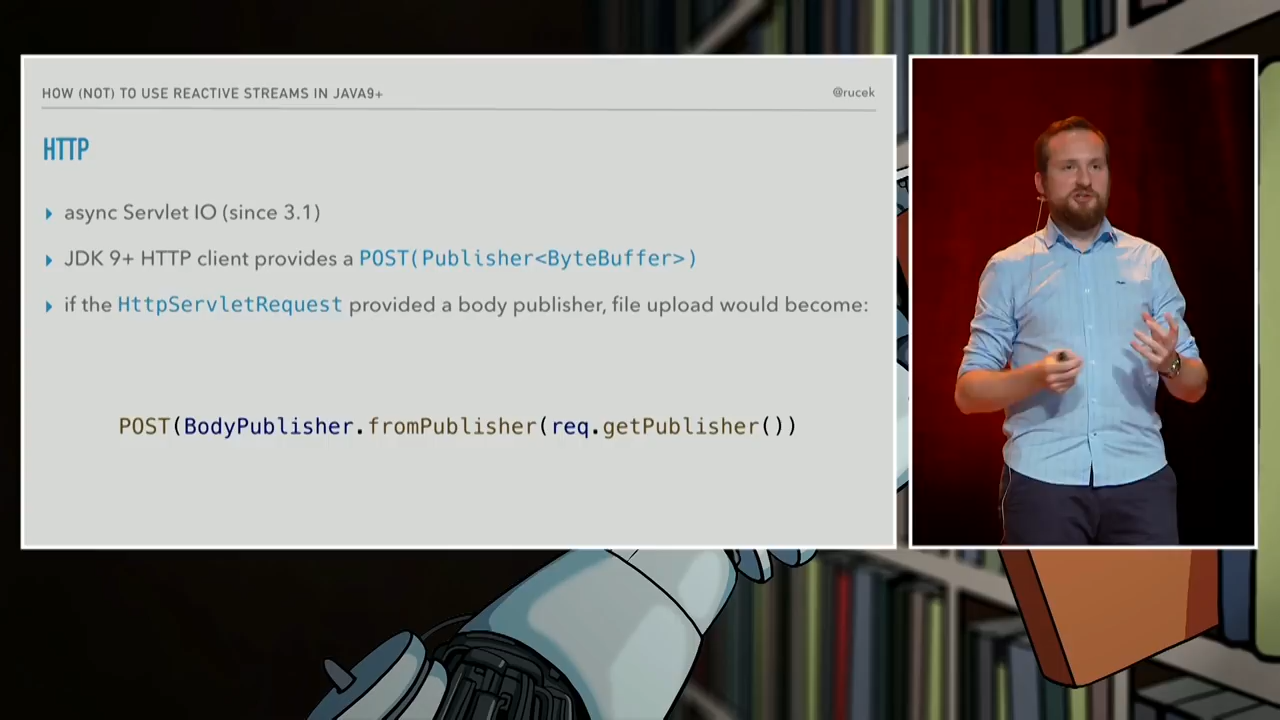 HOW (NOT) TO USE REACTIVE STREAMS IN JAVA9+
@rucek
HTTP
async Servlet IO (since 3.1)
JDK 9+ HTTP client provides a POST(Publisher<ByteBuffer>)
if the HttpServletRequest provided a body publisher, file upload would become:
POST(BodyPublisher.fromPublisher(req.getPublisher())